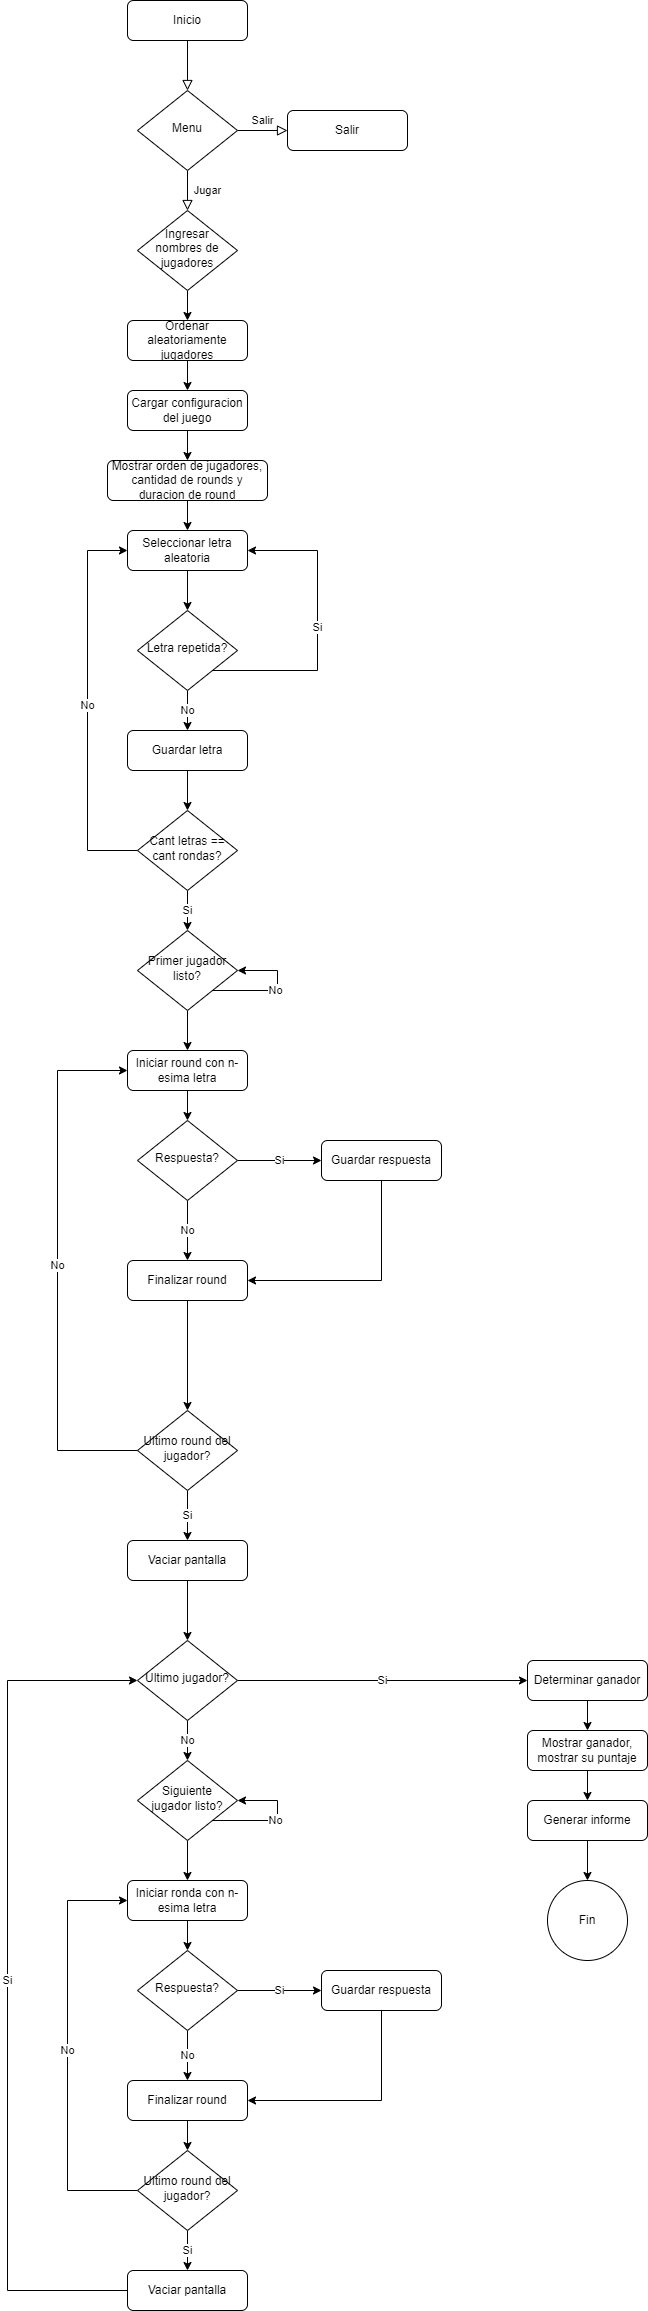 Inicio
Menu
Salir
Salir
Jugar
Ingresar
nombres de
jugadores
Ordenar
aleatoriamente
jugadores
Cargar configuracion
del juego
Mostrar orden de jugadores,
cantidad de rounds y
duracion de round
Seleccionar letra
aleatoria
Si
Letra repetida?
No
No
Guardar letra
Cant letras ==
cant rondas?
Si
Primer jugador
listo?
No
Iniciar round con n-
esima letra
Respuesta?
Si
Guardar respuesta
No
No
Finalizar round
Ultimo round del
jugador?
Si
Vaciar pantalla
Ultimo jugador?
Si
Determinar ganador
No
Mostrar ganador,
mostrar su puntaje
Siguiente
jugador listo?
No
Generar informe
Iniciar ronda con n-
esima letra
Fin
Respuesta?
Si
Guardar respuesta
Si
No
No
Finalizar round
Ultimo round del
jugador?
Si
Vaciar pantalla